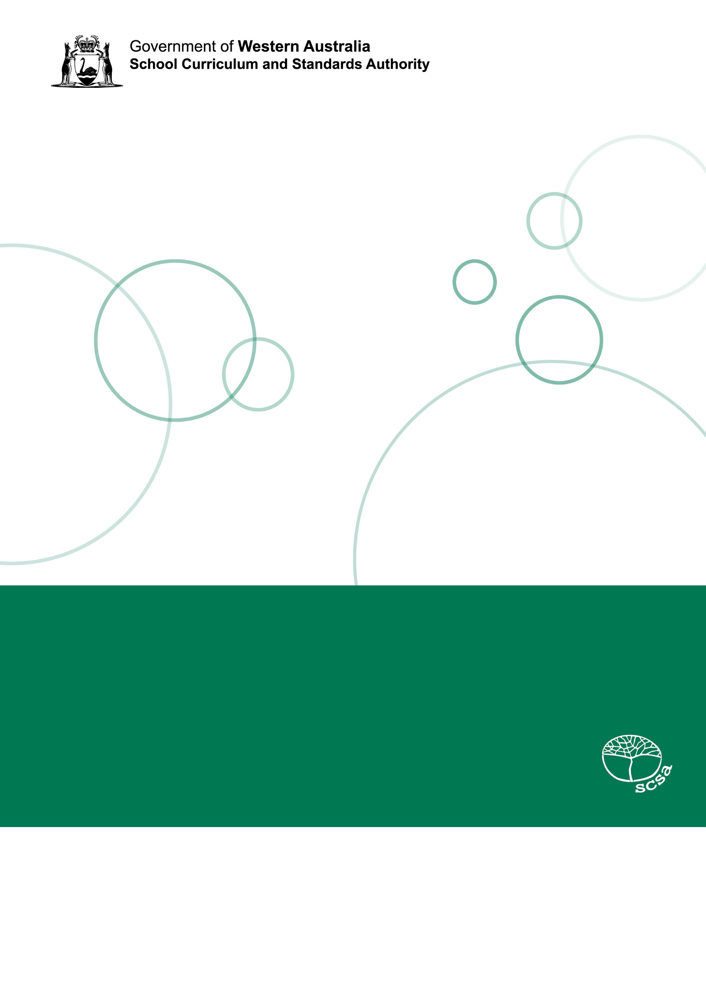 Government of Western Australia
School Curriculum and Standards Authority
scsa